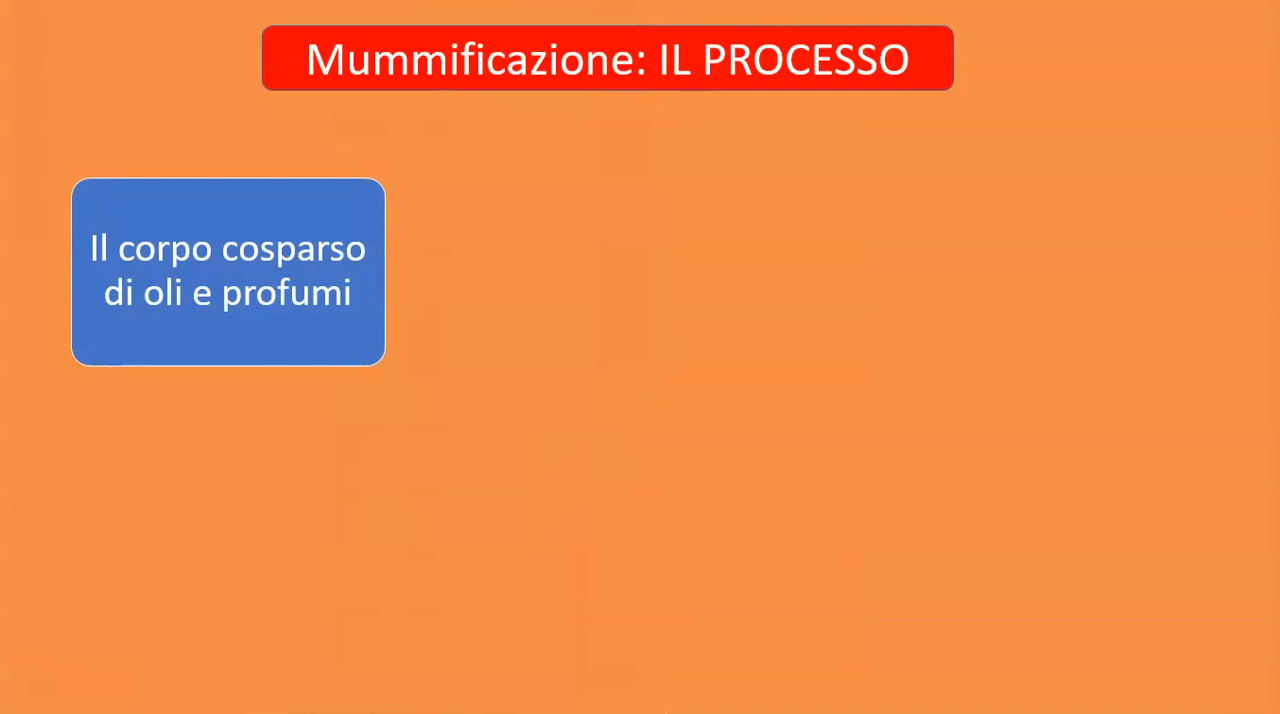 Mummificazione: IL PROCESSO
Il corpo cosparso
di oli e profumi